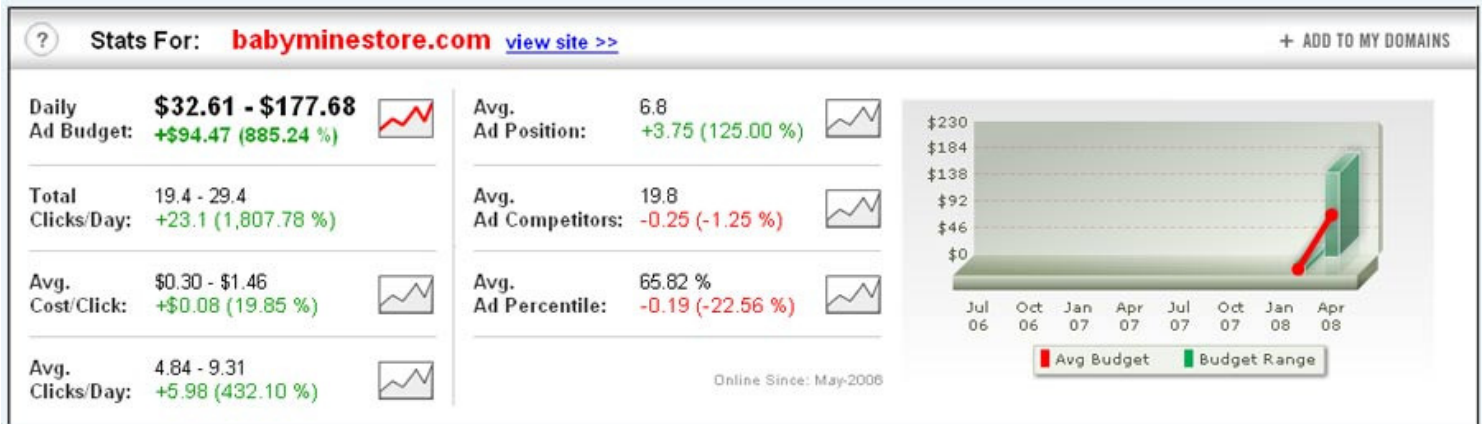 ? Stats For: babyminestore.com view site >> + ADD TO MY DOMAINS
Daily
Ad Budget:
$32.61 - $177.68
+$94.47 (885.24 %)
Total
Clicks/Day:
19.4 - 29.4
+23.1 (1,807.78 %)
Avg.
Cost/Click:
$0.30 - $1.46
+$0.08 (19.85 %)
Avg.
Clicks/Day:
4.84 - 9.31
+5.98 (432.10 %)
Avg.
Ad Position:
6.8
+3.75 (125.00 %)
Avg.
Ad Competitors:
19.8
-0.25 (-1.25 %)
Avg.
Ad Percentile:
65.82 %
-0.19 (-22.56 %)
Online Since: May-2006
$230
$184
$138
$92
$46
$0
Jul Oct Jan Apr Jul Oct Jan Apr
06 06 07 07 07 07 08 08
Avg Budget Budget Range